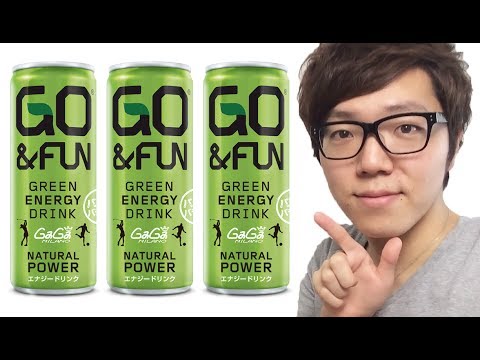 GO
&FUN
GREEN
ENERGY
DRINK
GaGà
MILANO
NATURAL
POWER
エナジードリンク
GO
&FUN
GREEN
ENERGY
DRINK
GaGà
MILANO
NATURAL
POWER
エナジードリンク
GO
&FUN
GREEN
ENERGY
DRINK
GaGà
MILANO
NATURAL
POWER
エナジードリンク